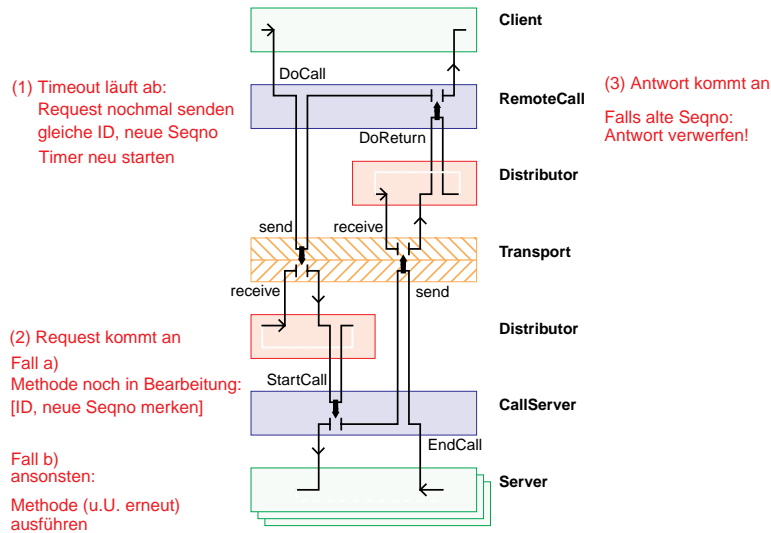 Client
(1) Timeout läuft ab:
Request nochmal senden
gleiche ID, neue Seqno
Timer neu starten
DoCall
RemoteCall
(3) Antwort kommt an
Falls alte Seqno:
Antwort verwerfen!
DoReturn
Distributor
send
receive
Transport
receive
send
Distributor
(2) Request kommt an
Fall a)
Methode noch in Bearbeitung:
[ID, neue Seqno merken]
StartCall
CallServer
EndCall
Fall b)
ansonsten:
Methode (u.U. erneut)
ausführen
Server